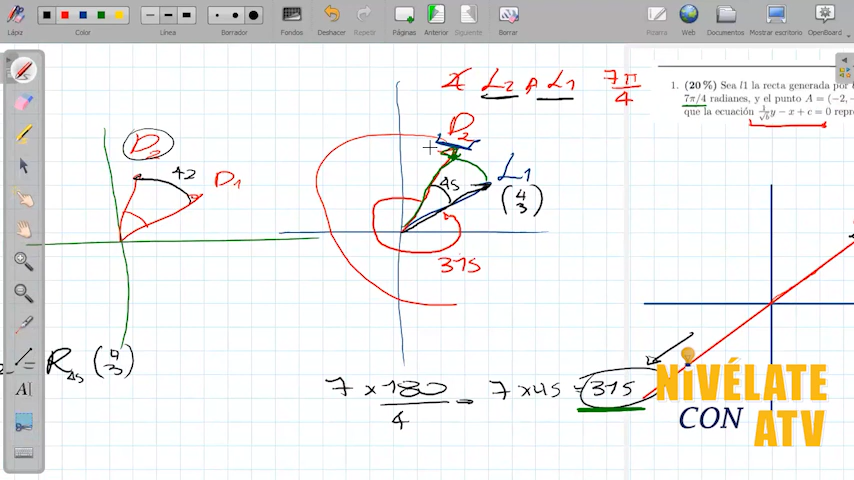 Lápiz
Color
Línea
Borrador
Fondos
Deshacer
Repetir
Páginas
Anterior
Siguiente
Pizarra
Web
Documentos
Mostrar escritorio
OpenBoard
L2 A L1 7π/4
1. (20%) Sea l1 la recta generada por
7π/4 radianes, y el punto A = (−2, −
que la ecuación 1/√b y − x + c = 0 repre
D2
42
D1
D2
L1
45
(4 3)
315
R45 (4 3)
7 × 180/4 = 7 × 45 = 315
NiVÉLATE
CON
ATV